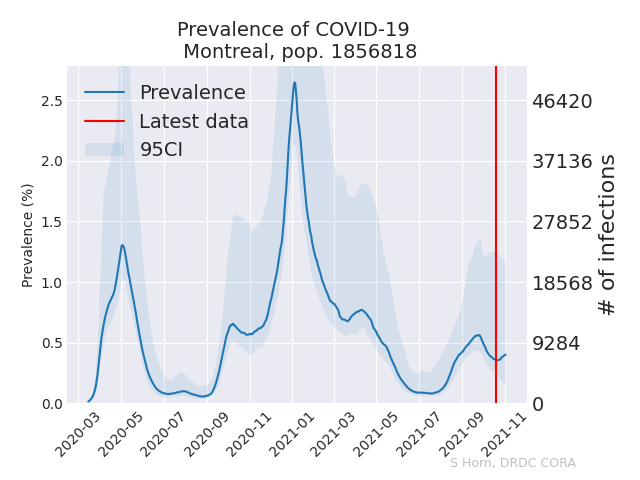 Prevalence of COVID-19
Montreal, pop. 1856818
Prevalence
Latest data
95CI
Prevalence (%)
2.5
2.0
1.5
1.0
0.5
0.0
46420
37136
27852
18568
9284
0
# of infections
2020-03
2020-05
2020-07
2020-09
2020-11
2021-01
2021-03
2021-05
2021-07
2021-09
2021-11
S Horn, DRDC CORA